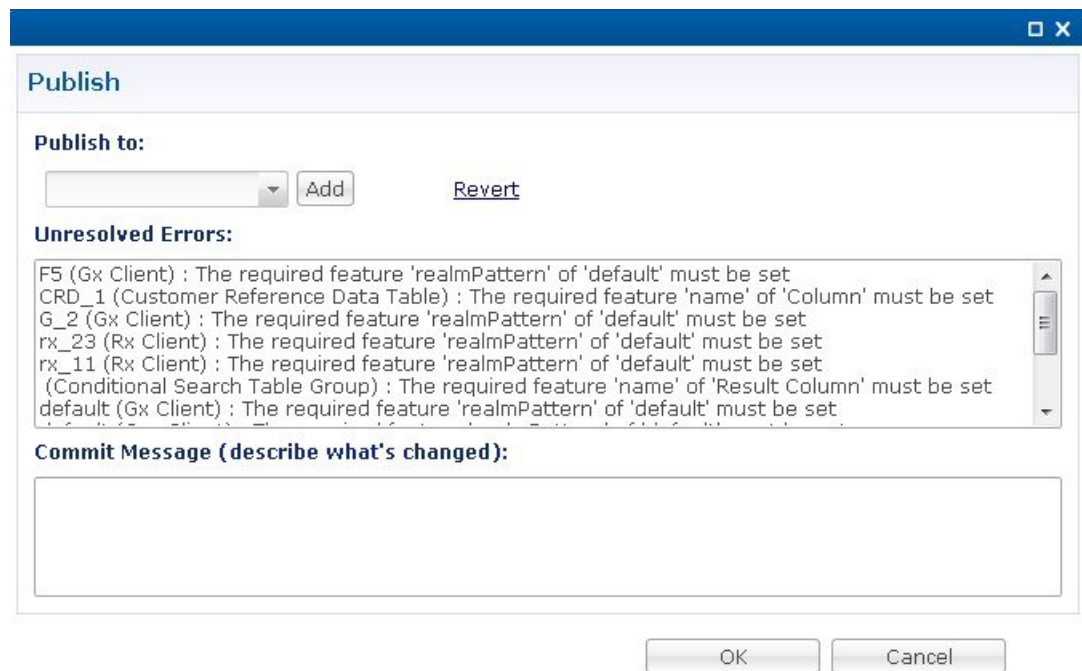 Publish
Publish to:
Add Revert
Unresolved Errors:
F5 (Gx Client) : The required feature 'realmPattern' of 'default' must be set
CRD_1 (Customer Reference Data Table) : The required feature 'name' of 'Column' must be set
G_2 (Gx Client) : The required feature 'realmPattern' of 'default' must be set
rx_23 (Rx Client) : The required feature 'realmPattern' of 'default' must be set
rx_11 (Rx Client) : The required feature 'realmPattern' of 'default' must be set
(Conditional Search Table Group) : The required feature 'name' of 'Result Column' must be set
default (Gx Client) : The required feature 'realmPattern' of 'default' must be set
Commit Message (describe what's changed):
OK Cancel